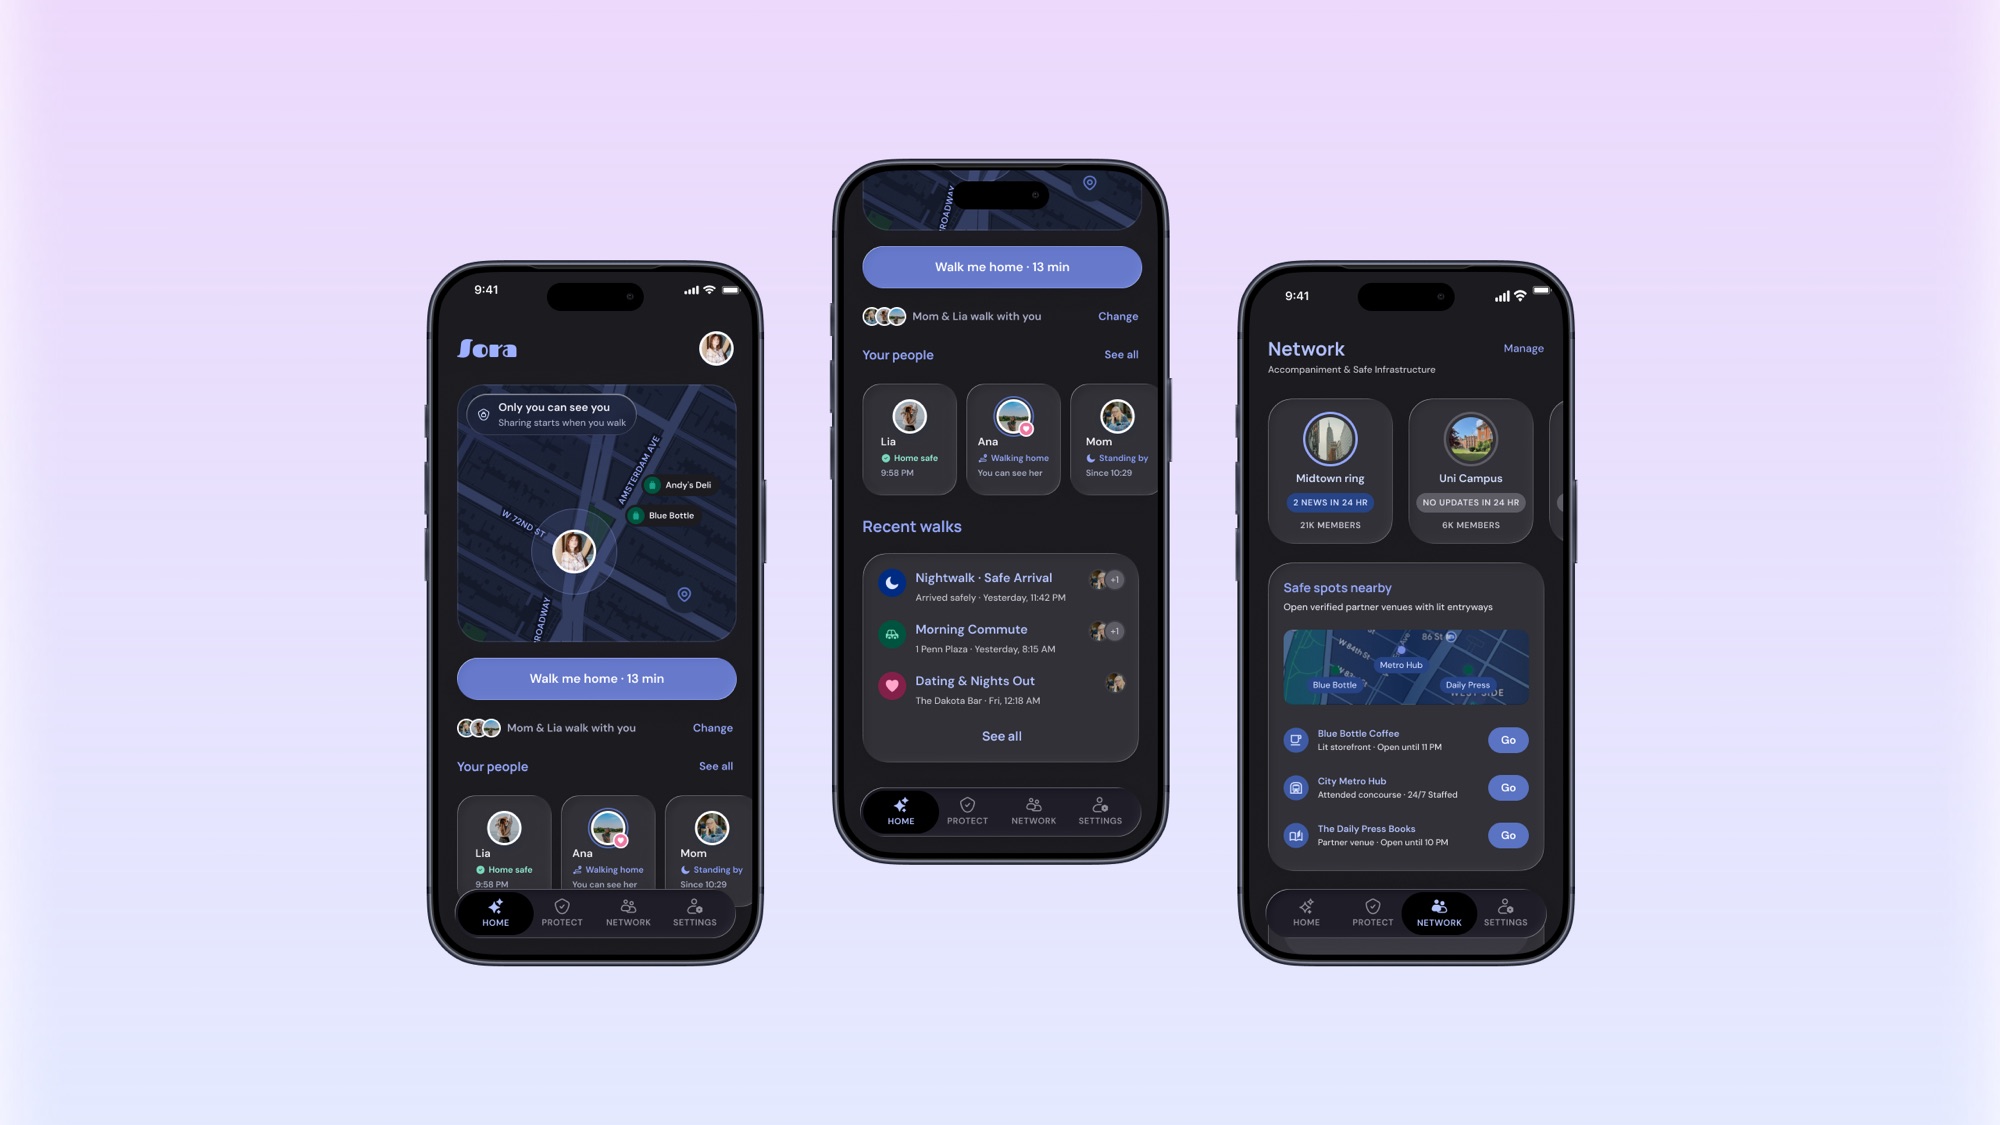 9:41
Sora
Only you can see you
Sharing starts when you walk
AMSTERDAM AVE
Andy's Deli
Blue Bottle
W 72ND ST
ROADWAY
Walk me home · 13 min
Mom & Lia walk with you
Change
Your people
See all
Lia
Home safe
9:58 PM
Ana
Walking home
You can see her
Mom
Standing by
Since 10:29
HOME
PROTECT
NETWORK
SETTINGS
ROADWAY
Walk me home · 13 min
Mom & Lia walk with you
Change
Your people
See all
Lia
Home safe
9:58 PM
Ana
Walking home
You can see her
Mom
Standing by
Since 10:29
Recent walks
Nightwalk · Safe Arrival
Arrived safely · Yesterday, 11:42 PM
+1
Morning Commute
1 Penn Plaza · Yesterday, 8:15 AM
+1
Dating & Nights Out
The Dakota Bar · Fri, 12:18 AM
See all
HOME
PROTECT
NETWORK
SETTINGS
9:41
Network
Manage
Accompaniment & Safe Infrastructure
Midtown ring
2 NEWS IN 24 HR
21K MEMBERS
Uni Campus
NO UPDATES IN 24 HR
6K MEMBERS
Safe spots nearby
Open verified partner venues with lit entryways
86 St
W 84th St
Metro Hub
Blue Bottle
Daily Press
Blue Bottle Coffee
Lit storefront · Open until 11 PM
Go
City Metro Hub
Attended concourse · 24/7 Staffed
Go
The Daily Press Books
Partner venue · Open until 10 PM
Go
HOME
PROTECT
NETWORK
SETTINGS